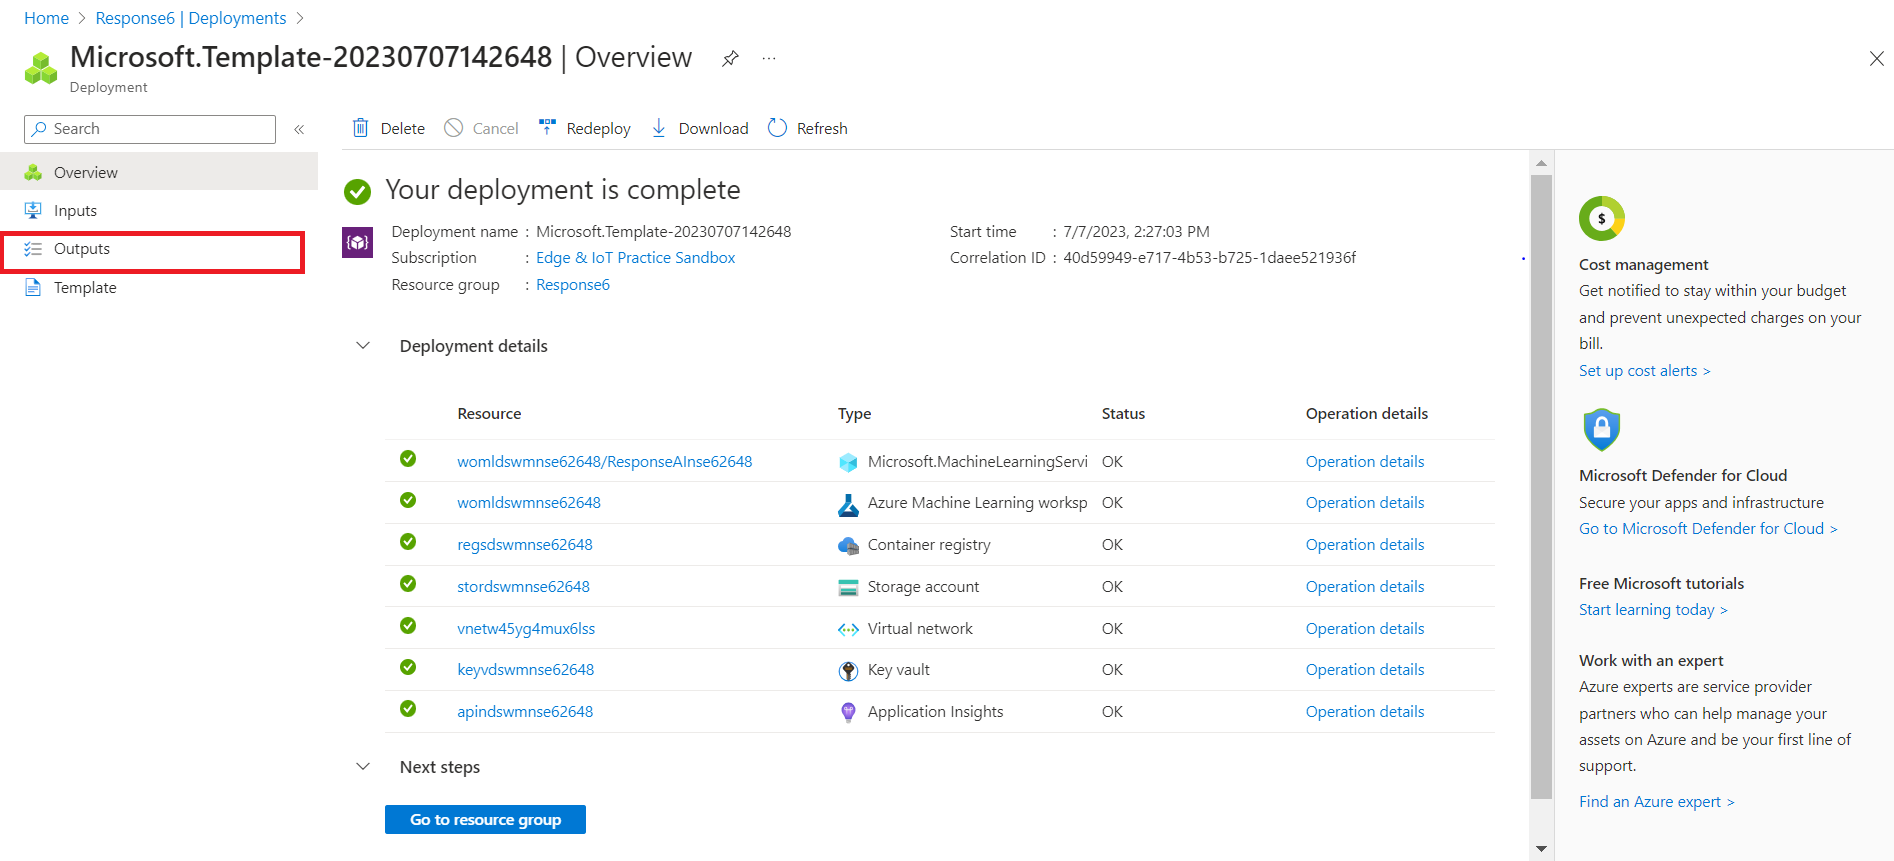 Home > Response6 | Deployments >
Microsoft.Template-20230707142648 | Overview
Deployment
Search
«
Overview
Inputs
Outputs
Template
Delete Cancel Redeploy Download Refresh
Your deployment is complete
Deployment name : Microsoft.Template-20230707142648
Subscription : Edge & IoT Practice Sandbox
Resource group : Response6
Start time : 7/7/2023, 2:27:03 PM
Correlation ID : 40d59949-e717-4b53-b725-1daee521936f
Deployment details
Resource Type Status Operation details
womldswmnse62648/ResponseAInse62648 Microsoft.MachineLearningServi OK Operation details
womldswmnse62648 Azure Machine Learning worksp OK Operation details
regsdswmnse62648 Container registry OK Operation details
stordswmnse62648 Storage account OK Operation details
vnetw45yg4mux6lss Virtual network OK Operation details
keyvdswmnse62648 Key vault OK Operation details
apindswmnse62648 Application Insights OK Operation details
Next steps
Go to resource group
$
Cost management
Get notified to stay within your budget
and prevent unexpected charges on your
bill.
Set up cost alerts >
Microsoft Defender for Cloud
Secure your apps and infrastructure
Go to Microsoft Defender for Cloud >
Free Microsoft tutorials
Start learning today >
Work with an expert
Azure experts are service provider
partners who can help manage your
assets on Azure and be your first line of
support.
Find an Azure expert >